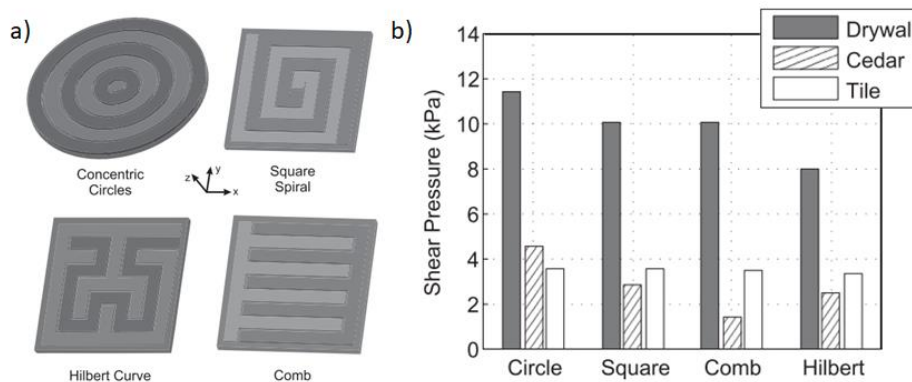 a)
Concentric
Circles
Square
Spiral
z y x
Hilbert Curve
Comb
b)
Shear Pressure (kPa)
14
12
10
8
6
4
2
0
Circle Square Comb Hilbert
Drywal
Cedar
Tile